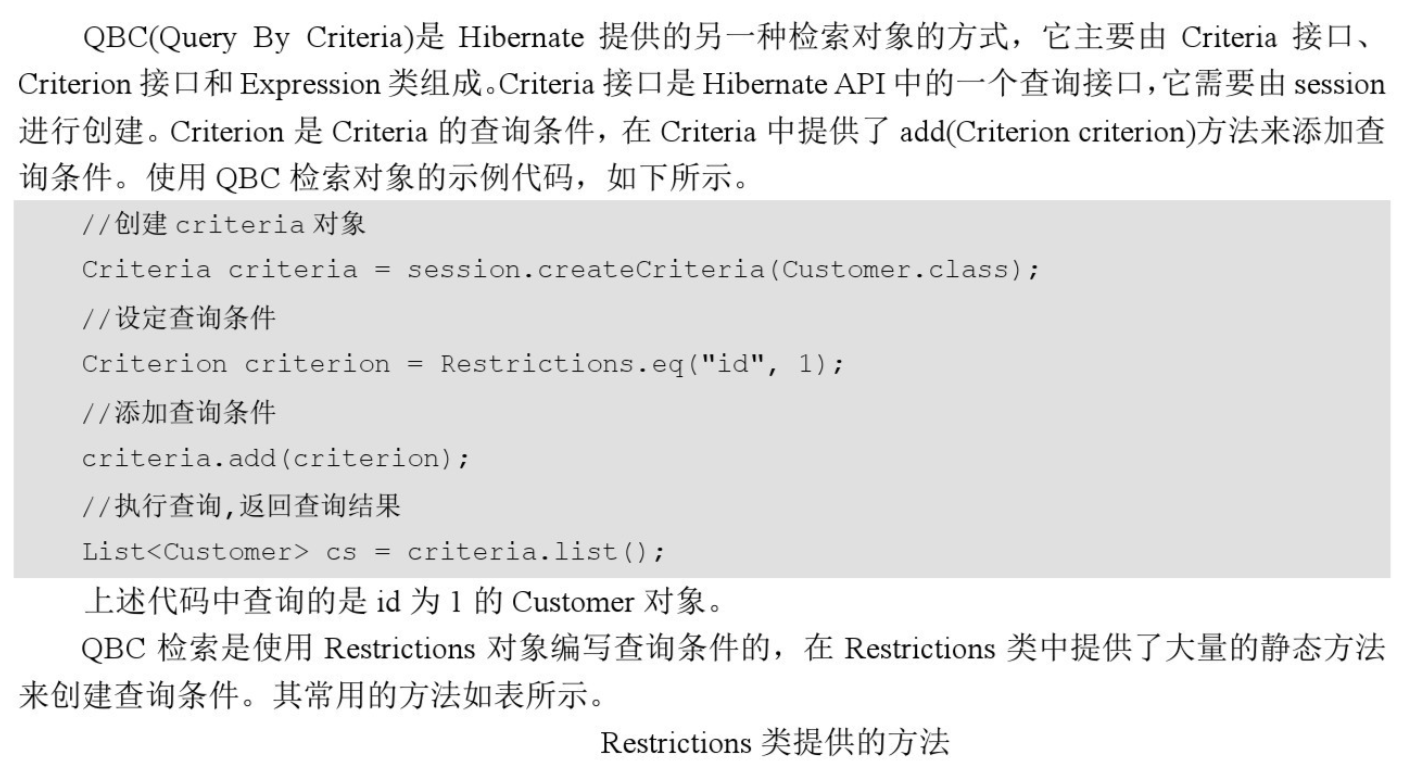 QBC(Query By Criteria)是 Hibernate 提供的另一种检索对象的方式，它主要由 Criteria 接口、
Criterion 接口和 Expression 类组成。Criteria 接口是 Hibernate API 中的一个查询接口，它需要由 session
进行创建。Criterion 是 Criteria 的查询条件，在 Criteria 中提供了 add(Criterion criterion)方法来添加查
询条件。使用 QBC 检索对象的示例代码，如下所示。
//创建 criteria 对象
Criteria criteria = session.createCriteria(Customer.class);
//设定查询条件
Criterion criterion = Restrictions.eq("id", 1);
//添加查询条件
criteria.add(criterion);
//执行查询,返回查询结果
List<Customer> cs = criteria.list();
上述代码中查询的是 id 为 1 的 Customer 对象。
QBC 检索是使用 Restrictions 对象编写查询条件的，在 Restrictions 类中提供了大量的静态方法
来创建查询条件。其常用的方法如表所示。
Restrictions 类提供的方法